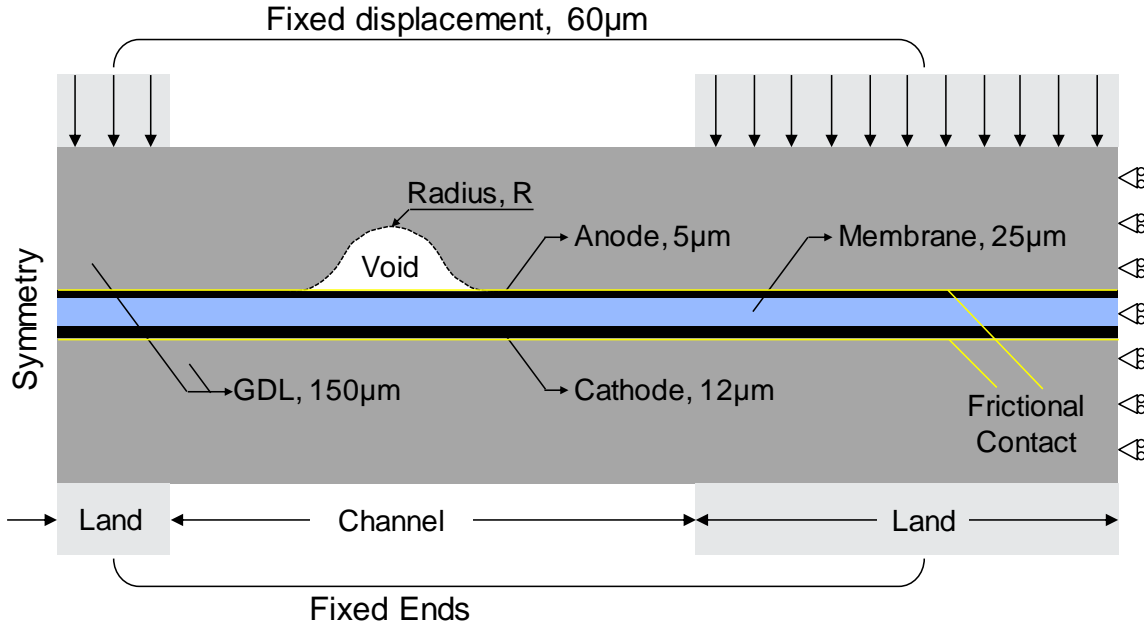 Fixed displacement, 60µm
Radius, R
Void
Anode, 5µm
Membrane, 25µm
Symmetry
GDL, 150µm
Cathode, 12µm
Frictional
Contact
Land
Channel
Land
Fixed Ends